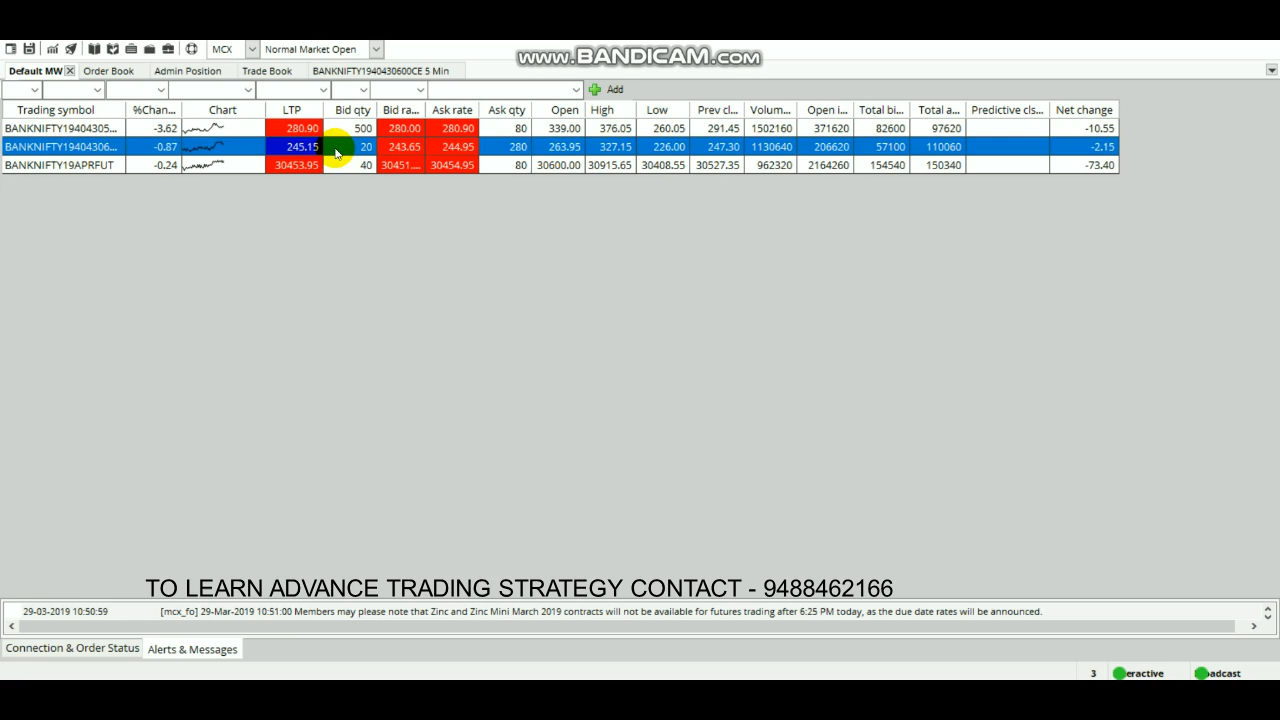 MCX Normal Market Open
www.BANDICAM.com
Default MW Order Book Admin Position Trade Book BANKNIFTY1940430600CE 5 Min
Add
Trading symbol %Chan... Chart LTP Bid qty Bid ra... Ask rate Ask qty Open High Low Prev cl... Volum... Open i... Total bi... Total a... Predictive cls... Net change
BANKNIFTY19404305... -3.62 280.90 500 280.00 280.90 80 339.00 376.05 260.05 291.45 1502160 371620 82600 97620 -10.55
BANKNIFTY19404306... -0.87 245.15 20 243.65 244.95 280 263.95 327.15 226.00 247.30 1130640 206620 57100 110060 -2.15
BANKNIFTY19APRFUT -0.24 30453.95 40 30451.... 30454.95 80 30600.00 30915.65 30408.55 30527.35 962320 2164260 154540 150340 -73.40
TO LEARN ADVANCE TRADING STRATEGY CONTACT - 9488462166
29-03-2019 10:50:59 [mcx_fo] 29-Mar-2019 10:51:00 Members may please note that Zinc and Zinc Mini March 2019 contracts will not be available for futures trading after 6:25 PM today, as the due date rates will be announced.
Connection & Order Status Alerts & Messages
3 eractive adcast